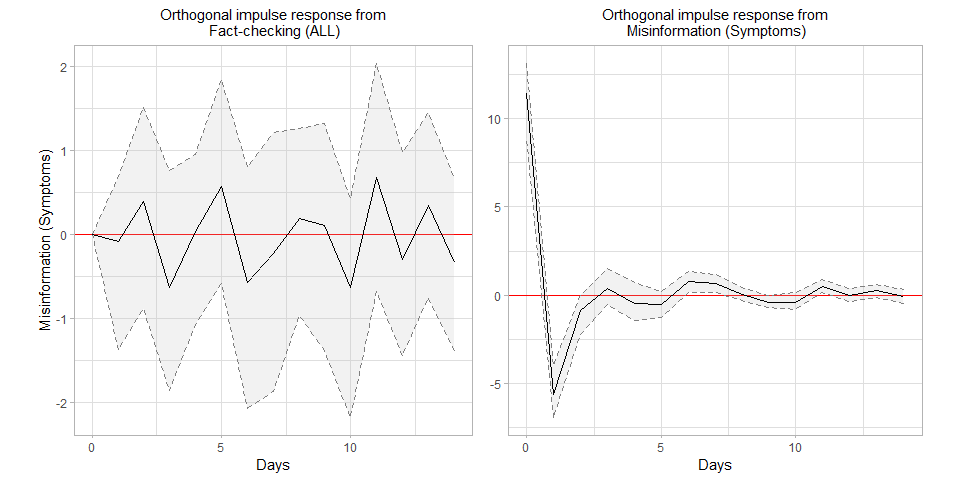 Orthogonal impulse response from
Fact-checking (ALL)
Misinformation (Symptoms)
2
1
0
-1
-2
0
5
10
Days
Orthogonal impulse response from
Misinformation (Symptoms)
10
5
0
-5
0
5
10
Days